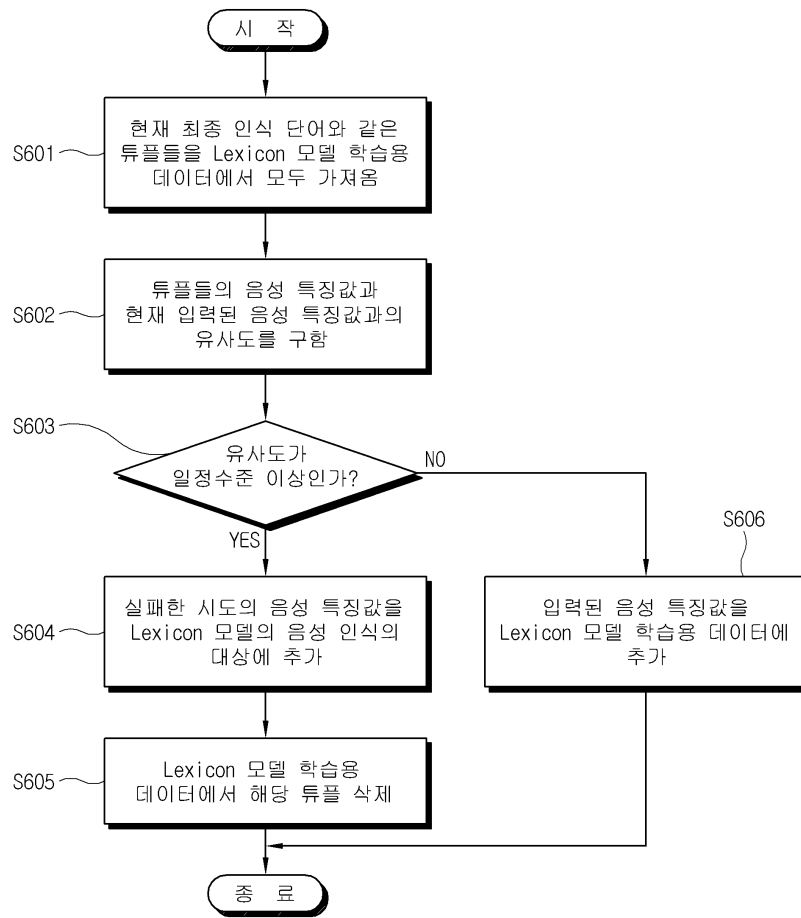 시 작
S601
현재 최종 인식 단어와 같은
튜플들을 Lexicon 모델 학습용
데이터에서 모두 가져옴
S602
튜플들의 음성 특징값과
현재 입력된 음성 특징값과의
유사도를 구함
S603
유사도가
일정수준 이상인가?
NO
YES
S604
실패한 시도의 음성 특징값을
Lexicon 모델의 음성 인식의
대상에 추가
S606
입력된 음성 특징값을
Lexicon 모델 학습용 데이터에
추가
S605
Lexicon 모델 학습용
데이터에서 해당 튜플 삭제
종 료